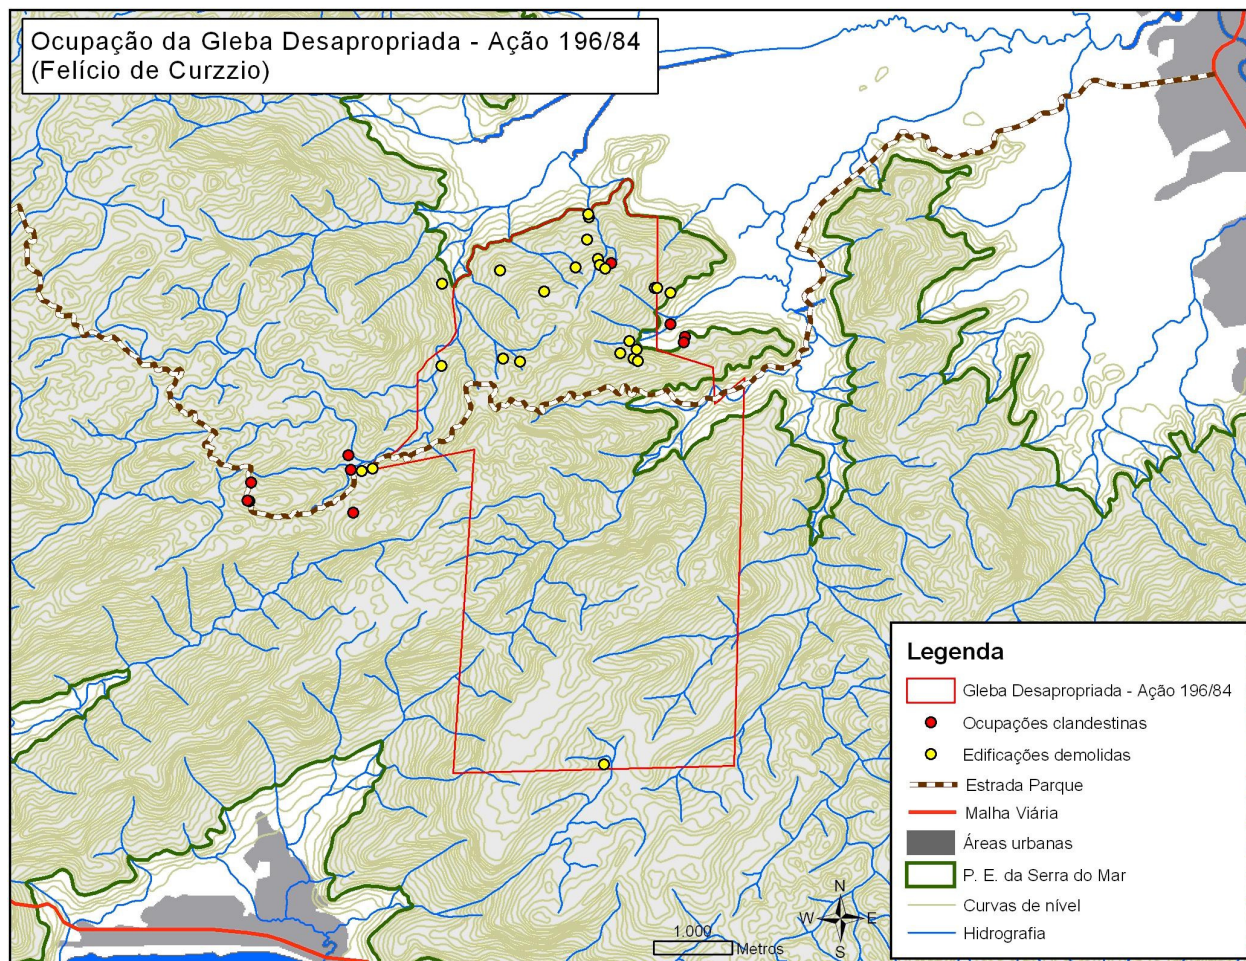 Ocupação da Gleba Desapropriada - Ação 196/84
(Felício de Curzzio)
Legenda
Gleba Desapropriada - Ação 196/84
Ocupações clandestinas
Edificações demolidas
Estrada Parque
Malha Viária
Áreas urbanas
P. E. da Serra do Mar
Curvas de nível
Hidrografia
N
W E
S
1.000
Metros